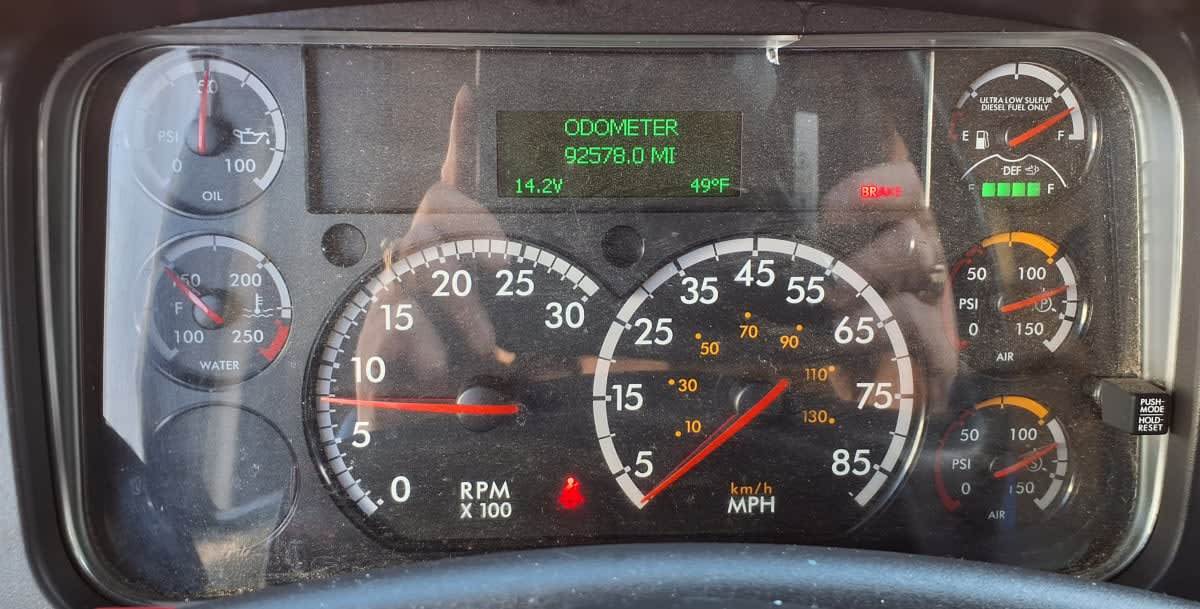 50
PSI
0
100
OIL
50
200
F
100
250
WATER
ODOMETER
92578.0 MI
14.2V
49°F
BRAKE
ULTRA LOW SULFUR
DIESEL FUEL ONLY
E
F
DEF
E
F
50
100
PSI
P
0
150
AIR
50
100
PSI
S
0
150
AIR
PUSH-
MODE
HOLD-
RESET
0
5
10
15
20
25
30
RPM
X 100
5
15
25
35
45
55
65
75
85
10
30
50
70
90
110
130
km/h
MPH